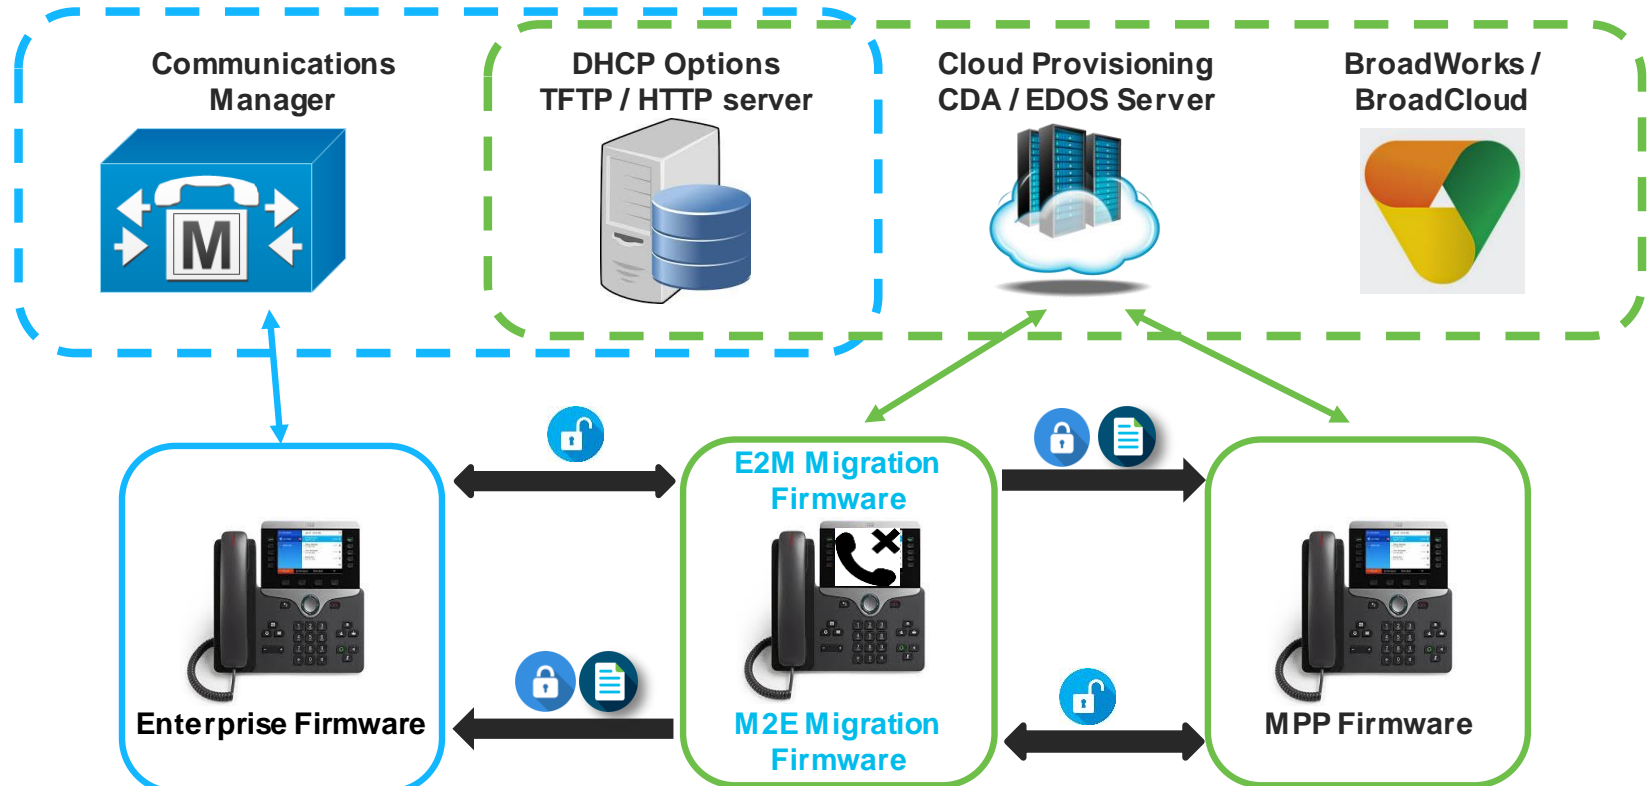 Communications
Manager
DHCP Options
TFTP / HTTP server
Cloud Provisioning
CDA / EDOS Server
BroadWorks /
BroadCloud
M
E2M Migration
Firmware
Enterprise Firmware
M2E Migration
Firmware
MPP Firmware